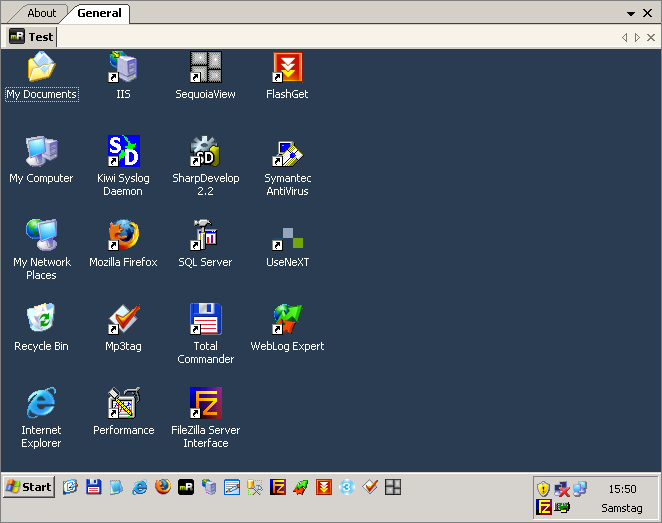 About General
Test
My Documents IIS SequoiaView FlashGet
My Computer Kiwi Syslog SharpDevelop Symantec
Daemon 2.2 AntiVirus
My Network Mozilla Firefox SQL Server UseNeXT
Places
Recycle Bin Mp3tag Total WebLog Expert
Commander
Internet Performance FileZilla Server
Explorer Interface
Start 15:50
Samstag